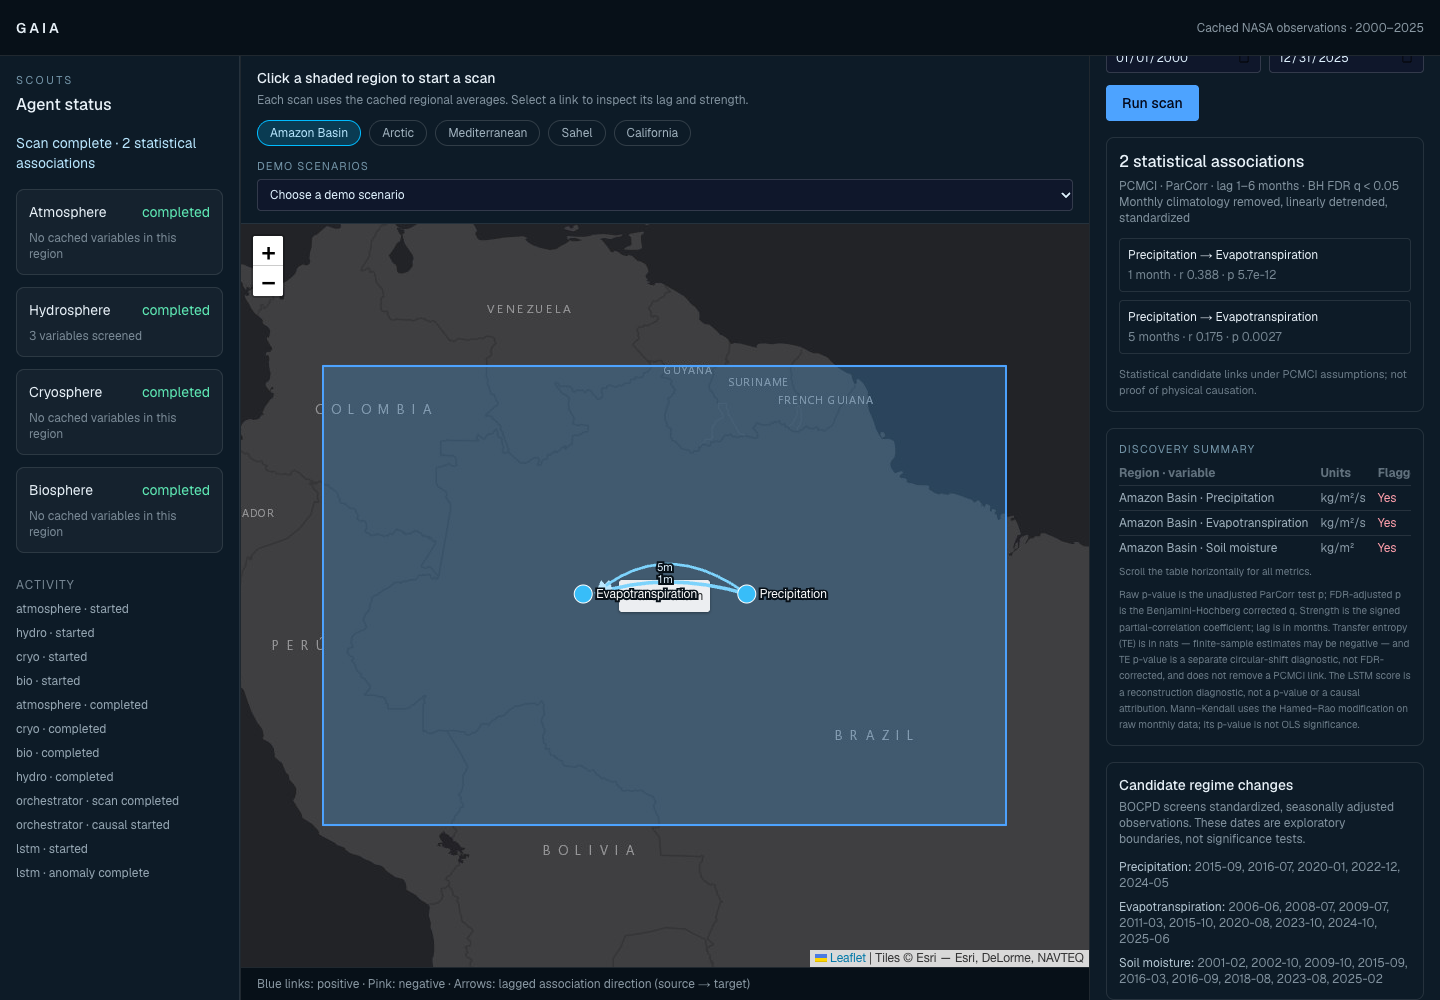 GAIA
Cached NASA observations · 2000–2025
SCOUTS
Agent status
Scan complete · 2 statistical
associations
Atmosphere completed
No cached variables in this
region
Hydrosphere completed
3 variables screened
Cryosphere completed
No cached variables in this
region
Biosphere completed
No cached variables in this
region
ACTIVITY
atmosphere · started
hydro · started
cryo · started
bio · started
atmosphere · completed
cryo · completed
bio · completed
hydro · completed
orchestrator · scan completed
orchestrator · causal started
lstm · started
lstm · anomaly complete
Click a shaded region to start a scan
Each scan uses the cached regional averages. Select a link to inspect its lag and strength.
Amazon Basin Arctic Mediterranean Sahel California
DEMO SCENARIOS
Choose a demo scenario
+
−
VENEZUELA
GUYANA
SURINAME
FRENCH GUIANA
COLOMBIA
ADOR
5m
1m
Evapotranspiration Precipitation
PERÚ
BRAZIL
BOLIVIA
Leaflet | Tiles © Esri — Esri, DeLorme, NAVTEQ
Blue links: positive · Pink: negative · Arrows: lagged association direction (source → target)
01/01/2000 12/31/2025
Run scan
2 statistical associations
PCMCI · ParCorr · lag 1–6 months · BH FDR q < 0.05
Monthly climatology removed, linearly detrended,
standardized
Precipitation → Evapotranspiration
1 month · r 0.388 · p 5.7e-12
Precipitation → Evapotranspiration
5 months · r 0.175 · p 0.0027
Statistical candidate links under PCMCI assumptions; not
proof of physical causation.
DISCOVERY SUMMARY
Region · variable Units Flagg
Amazon Basin · Precipitation kg/m²/s Yes
Amazon Basin · Evapotranspiration kg/m²/s Yes
Amazon Basin · Soil moisture kg/m² Yes
Scroll the table horizontally for all metrics.
Raw p-value is the unadjusted ParCorr test p; FDR-adjusted p
is the Benjamini-Hochberg corrected q. Strength is the signed
partial-correlation coefficient; lag is in months. Transfer entropy
(TE) is in nats — finite-sample estimates may be negative — and
TE p-value is a separate circular-shift diagnostic, not FDR-
corrected, and does not remove a PCMCI link. The LSTM score is
a reconstruction diagnostic, not a p-value or a causal
attribution. Mann–Kendall uses the Hamed–Rao modification on
raw monthly data; its p-value is not OLS significance.
Candidate regime changes
BOCPD screens standardized, seasonally adjusted
observations. These dates are exploratory
boundaries, not significance tests.
Precipitation: 2015-09, 2016-07, 2020-01, 2022-12,
2024-05
Evapotranspiration: 2006-06, 2008-07, 2009-07,
2011-03, 2015-10, 2020-08, 2023-10, 2024-10,
2025-06
Soil moisture: 2001-02, 2002-10, 2009-10, 2015-09,
2016-03, 2016-09, 2018-08, 2023-08, 2025-02